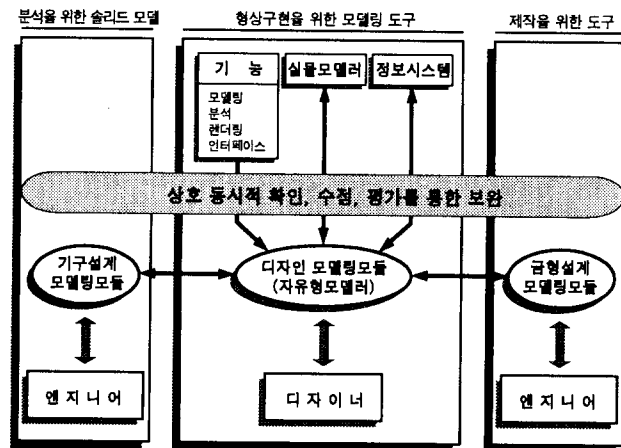 분석을 위한 솔리드 모델
형상구현을 위한 모델링 도구
제작을 위한 도구
기 능
모델링
분석
렌더링
인터페이스
실물모델러
정보시스템
상호 동시적 확인, 수정, 평가를 통한 보완
기구설계
모델링모듈
디자인 모델링모듈
(자유형모델러)
금형설계
모델링모듈
엔 지 니 어
디 자 이 너
엔 지 니 어